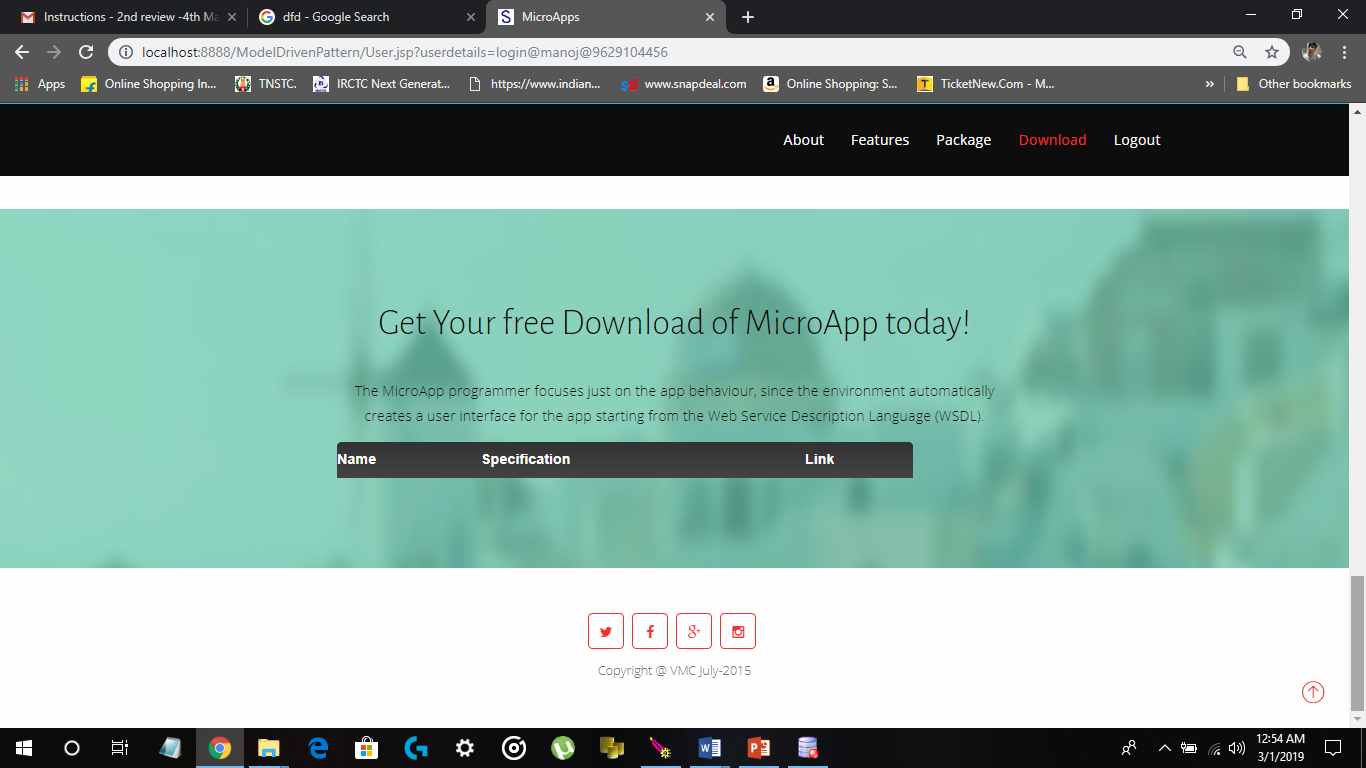 Instructions - 2nd review -4th Ma
dfd - Google Search
MicroApps
localhost:8888/ModelDrivenPattern/User.jsp?userdetails=login@manoj@9629104456
Apps
Online Shopping In...
TNSTC.
IRCTC Next Generat...
https://www.indian...
www.snapdeal.com
Online Shopping: S...
TicketNew.Com - M...
»
Other bookmarks
About Features Package Download Logout
Get Your free Download of MicroApp today!
The MicroApp programmer focuses just on the app behaviour, since the environment automatically
creates a user interface for the app starting from the Web Service Description Language (WSDL).
Name Specification Link
Copyright @ VMC July-2015
12:54 AM
3/1/2019